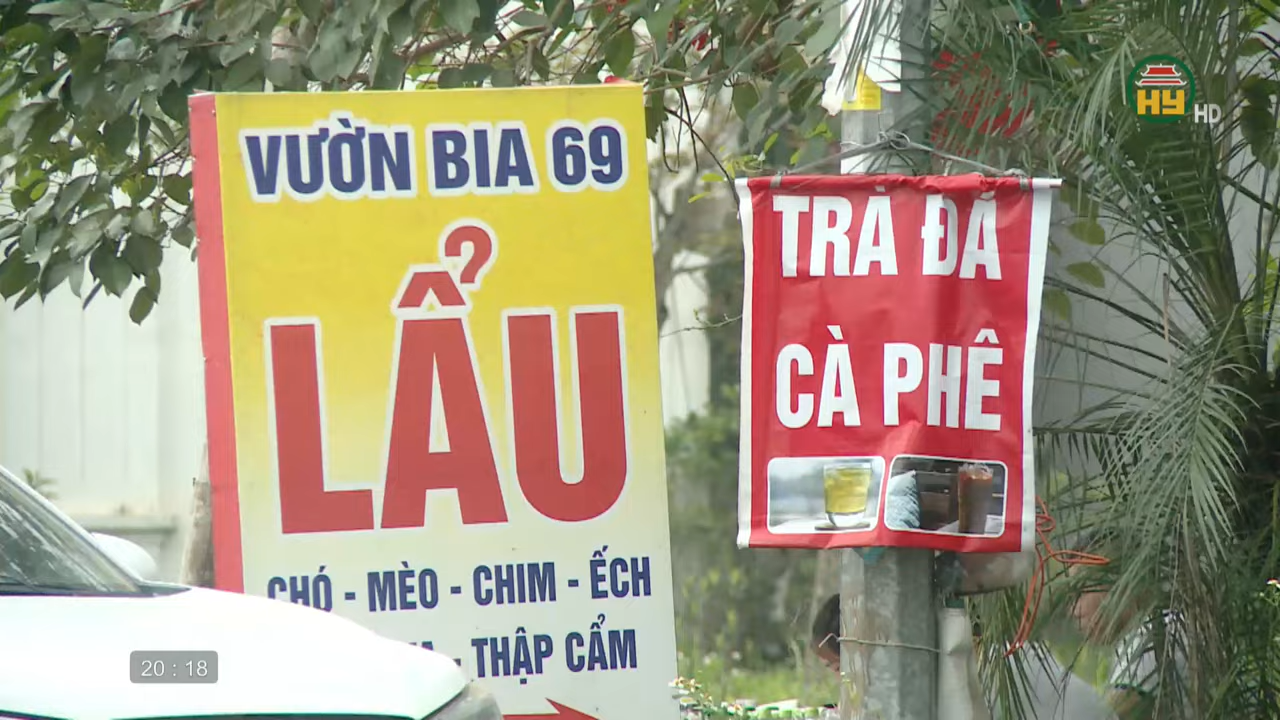 VƯỜN BIA 69
LẨU
CHÓ - MÈO - CHIM - ẾCH
- THẬP CẨM
TRÀ ĐÁ
CÀ PHÊ
HY HD
20 : 18